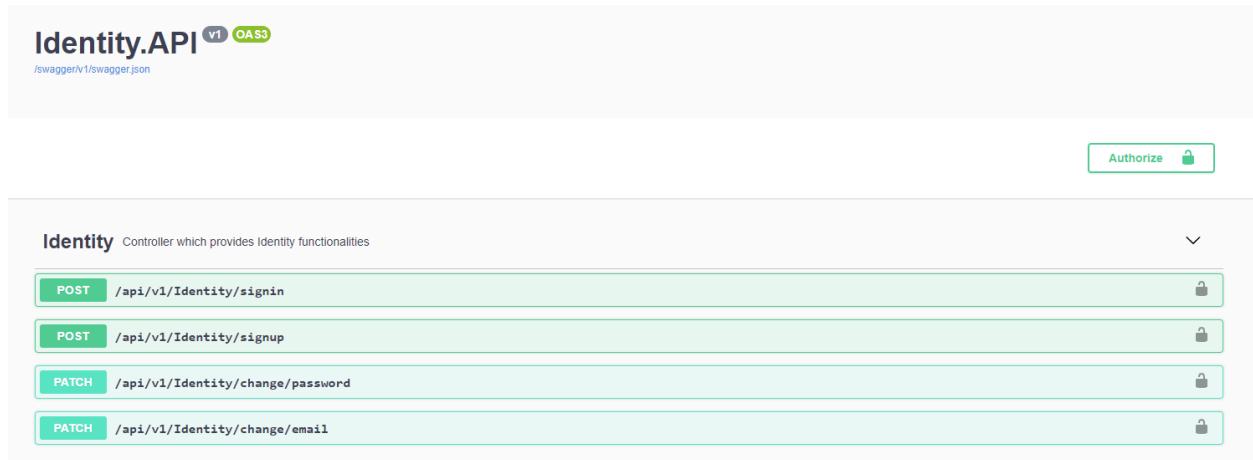 Identity.API v1 OAS3
/swagger/v1/swagger.json
Authorize
Identity Controller which provides Identity functionalities
POST /api/v1/Identity/signin
POST /api/v1/Identity/signup
PATCH /api/v1/Identity/change/password
PATCH /api/v1/Identity/change/email